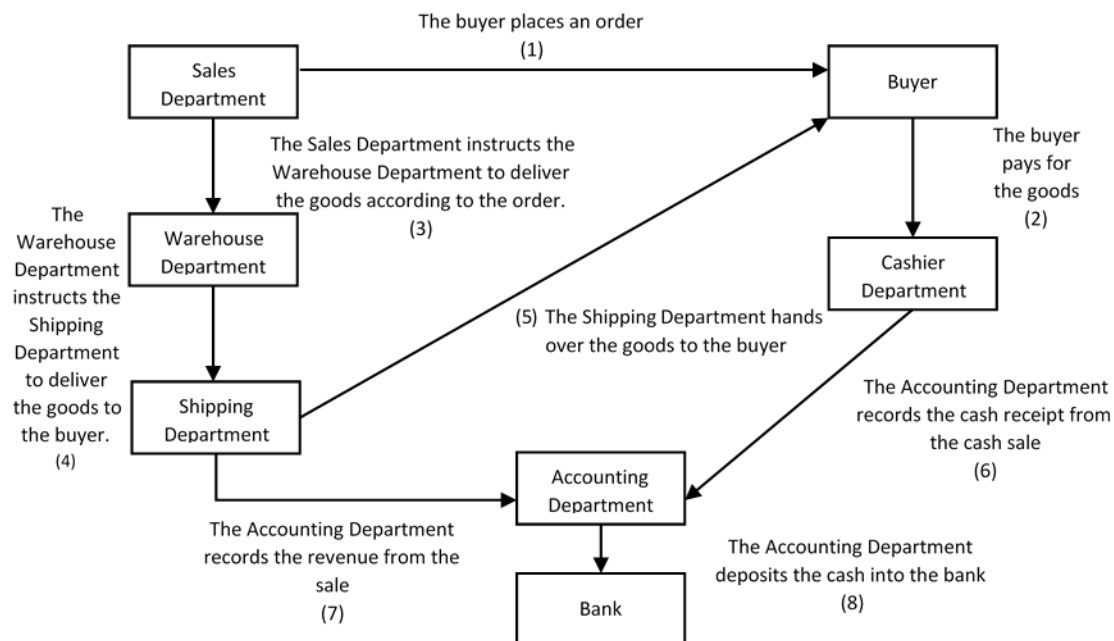 The buyer places an order
(1)
Sales
Department
Buyer
The buyer
pays for
the goods
(2)
The Sales Department instructs the
Warehouse Department to deliver
the goods according to the order.
(3)
The
Warehouse
Department
instructs the
Shipping
Department
to deliver
the goods to
the buyer.
(4)
Warehouse
Department
Cashier
Department
(5) The Shipping Department hands
over the goods to the buyer
Shipping
Department
The Accounting Department
records the cash receipt from
the cash sale
(6)
Accounting
Department
The Accounting Department
records the revenue from the
sale
(7)
The Accounting Department
deposits the cash into the bank
(8)
Bank